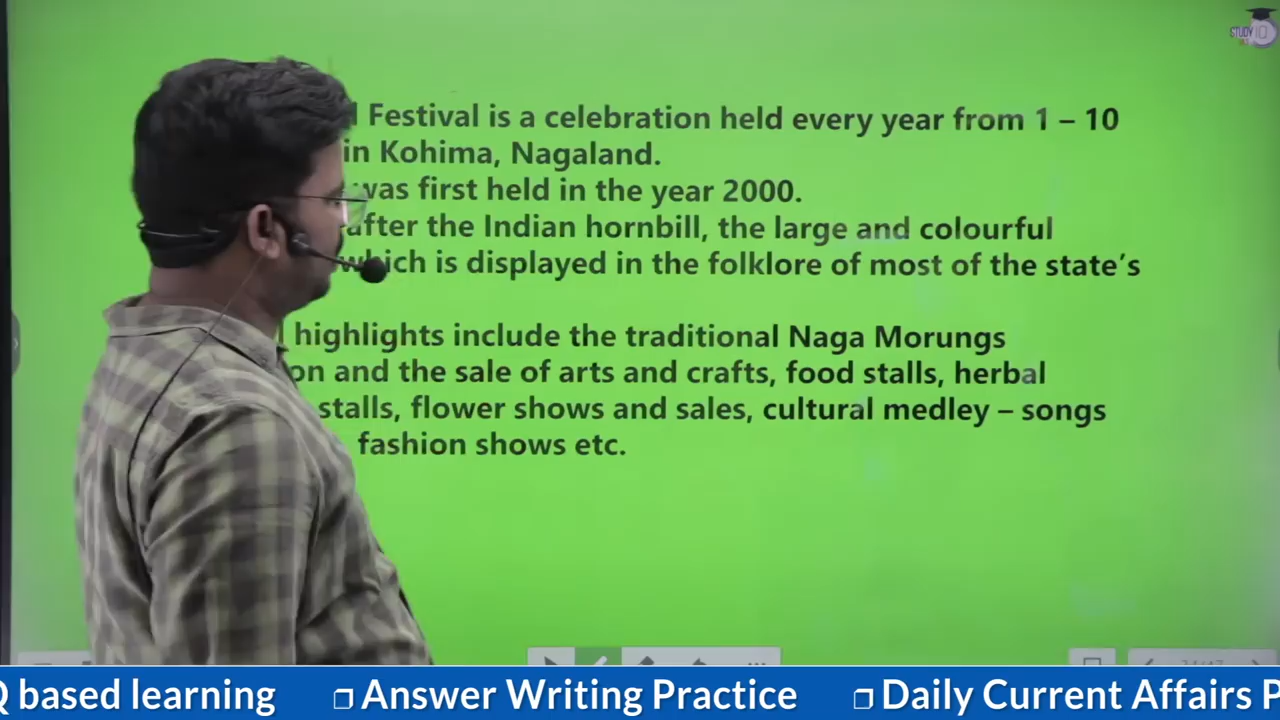 STUDY IQ
Festival is a celebration held every year from 1 – 10
in Kohima, Nagaland.
was first held in the year 2000.
after the Indian hornbill, the large and colourful
which is displayed in the folklore of most of the state’s
highlights include the traditional Naga Morungs
on and the sale of arts and crafts, food stalls, herbal
stalls, flower shows and sales, cultural medley – songs
fashion shows etc.
Q based learning ❒ Answer Writing Practice ❒ Daily Current Affairs P